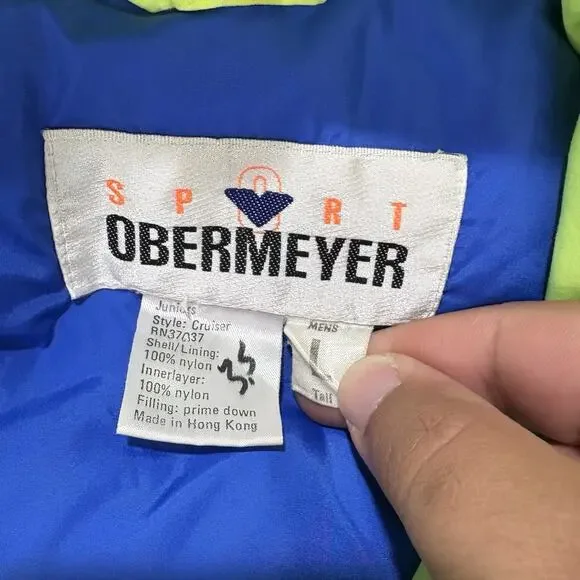 SPORT
OBERMEYER
Juniors
Style: Cruiser
RN37037
Shell/Lining:
100% nylon
Innerlayer:
100% nylon
Filling: prime down
Made in Hong Kong
MENS
L
Tall